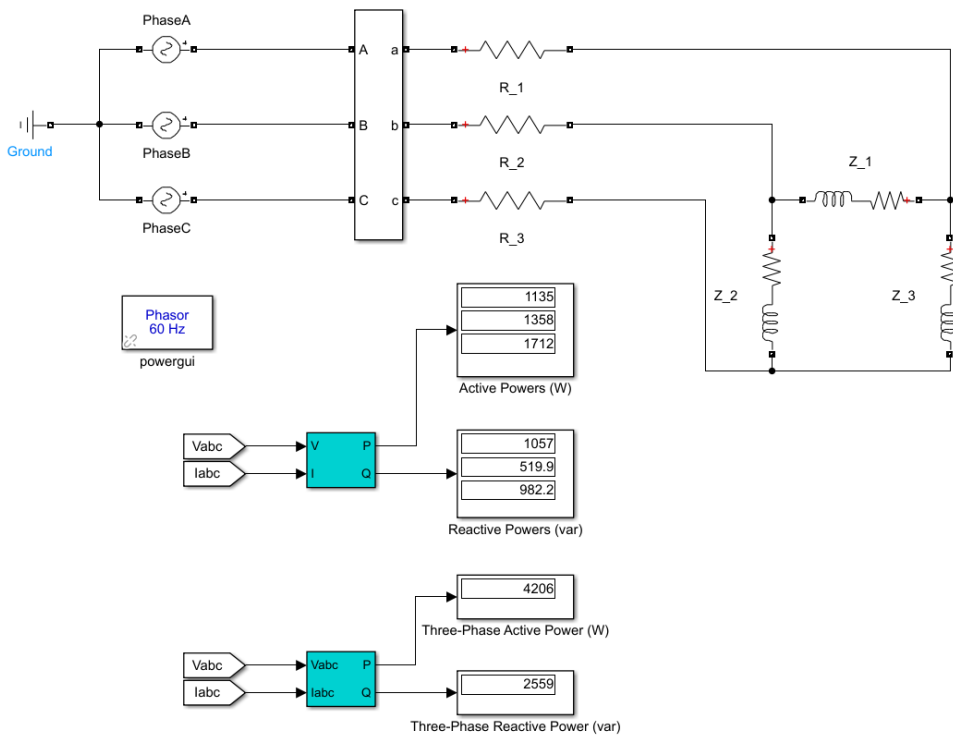 PhaseA
A a
R_1
Ground
B b
PhaseB
R_2
Z_1
C c
PhaseC
R_3
Phasor
60 Hz
powergui
Z_2
Z_3
1135
1358
1712
Active Powers (W)
Vabc
V P
Iabc
I Q
1057
519.9
982.2
Reactive Powers (var)
4206
Three-Phase Active Power (W)
Vabc
Vabc P
Iabc
Iabc Q
2559
Three-Phase Reactive Power (var)